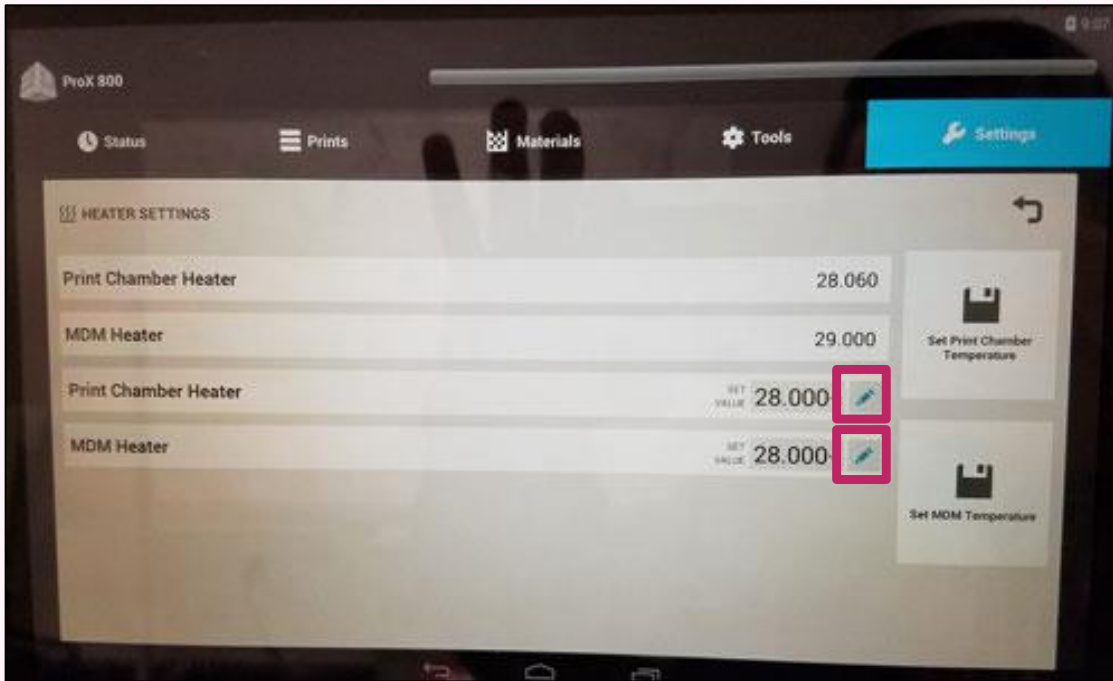 9:07
ProX 800
Status Prints Materials Tools Settings
HEATER SETTINGS
Print Chamber Heater 28.060
MDM Heater 29.000
Set Print Chamber
Temperature
Print Chamber Heater SET VALUE 28.000
MDM Heater SET VALUE 28.000
Set MDM Temperature